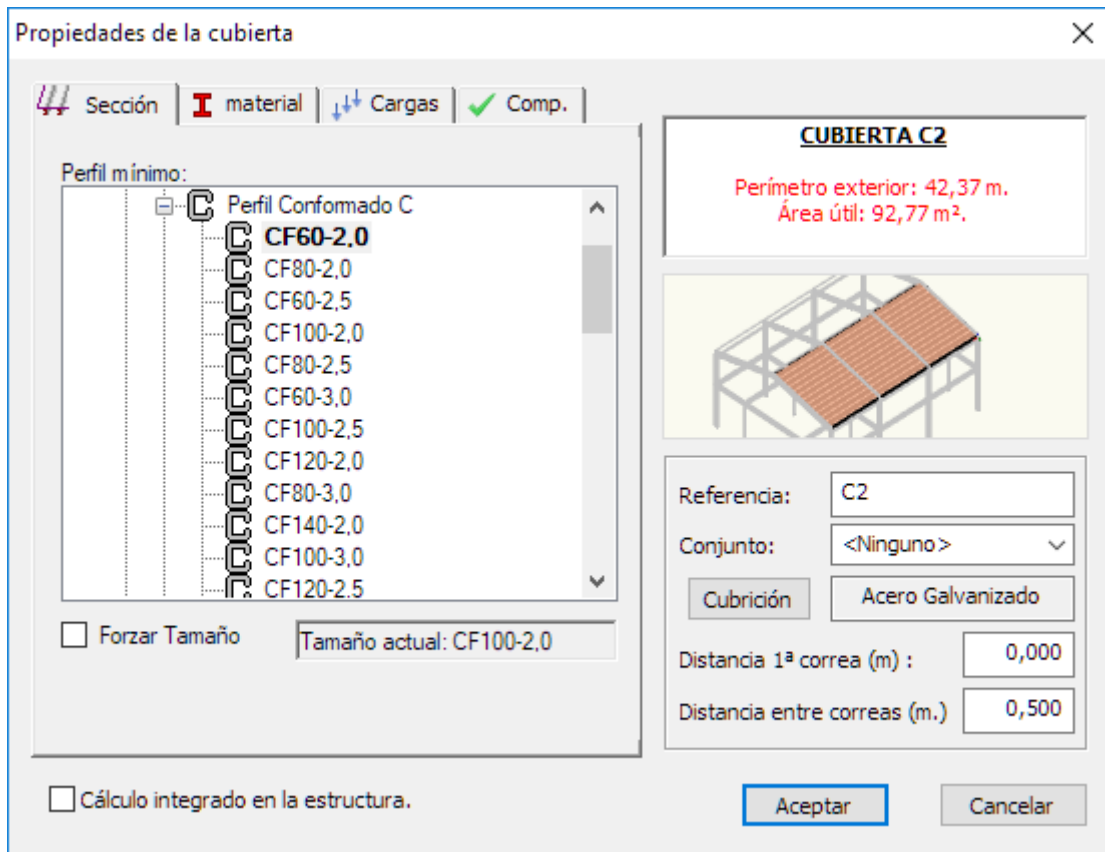 Propiedades de la cubierta
Sección
material
Cargas
Comp.
Perfil mínimo:
Perfil Conformado C
CF60-2,0
CF80-2,0
CF60-2,5
CF100-2,0
CF80-2,5
CF60-3,0
CF100-2,5
CF120-2,0
CF80-3,0
CF140-2,0
CF100-3,0
CF120-2.5
Forzar Tamaño
Tamaño actual: CF100-2,0
Cálculo integrado en la estructura.
CUBIERTA C2
Perímetro exterior: 42,37 m.
Área útil: 92,77 m².
Referencia: C2
Conjunto: <Ninguno>
Cubrición Acero Galvanizado
Distancia 1ª correa (m) : 0,000
Distancia entre correas (m.) 0,500
Aceptar
Cancelar